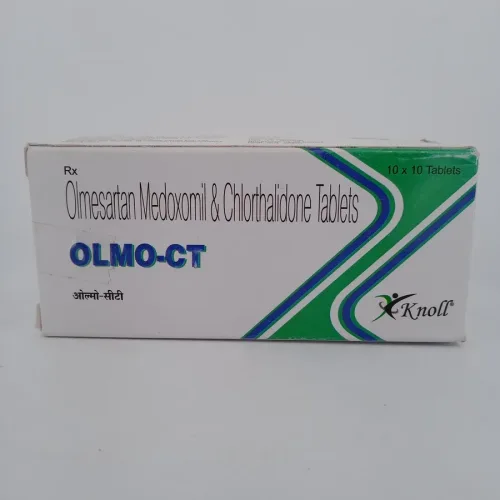 Rx
10 x 10 Tablets
Olmesartan Medoxomil & Chlorthalidone Tablets
OLMO-CT
ओल्मो-सीटी
Knoll®